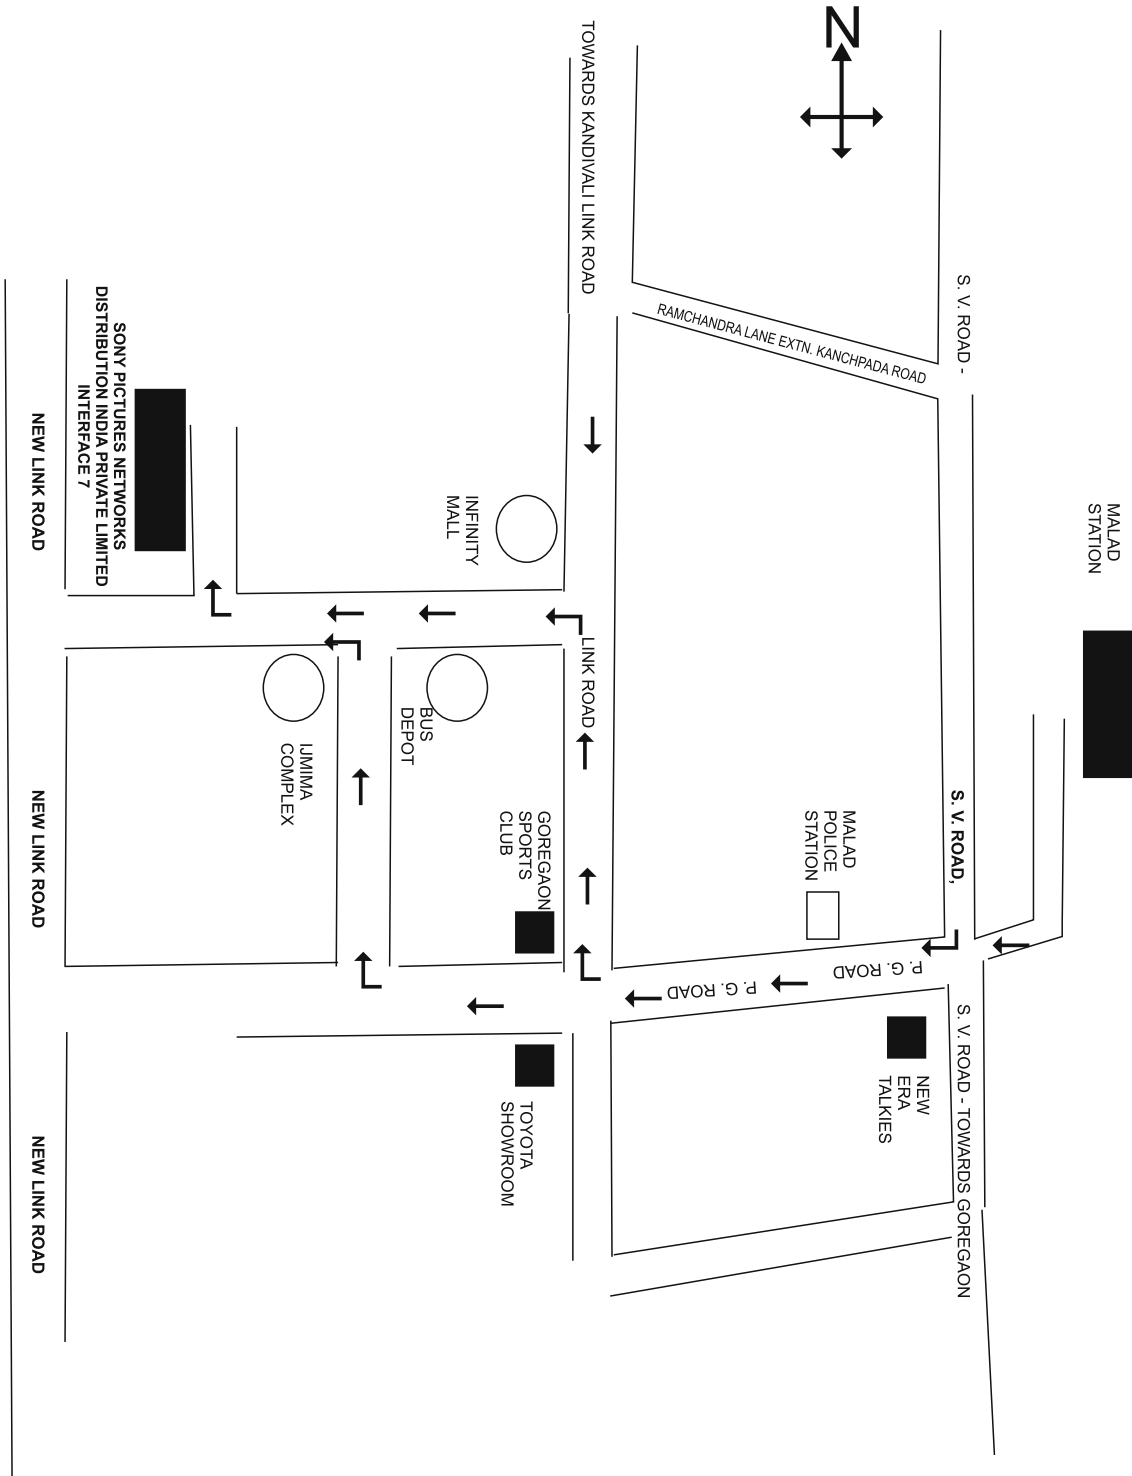 N
TOWARDS KANDIVALI LINK ROAD
S. V. ROAD -
RAMCHANDRA LANE EXTN. KANCHPADA ROAD
MALAD
STATION
SONY PICTURES NETWORKS
DISTRIBUTION INDIA PRIVATE LIMITED
INTERFACE 7
NEW LINK ROAD
INFINITY
MALL
LINK ROAD
BUS
DEPOT
IJMIMA
COMPLEX
NEW LINK ROAD
GOREGAON
SPORTS
CLUB
MALAD
POLICE
STATION
S. V. ROAD,
P. G. ROAD
P. G. ROAD
S. V. ROAD - TOWARDS GOREGAON
NEW
ERA
TALKIES
TOYOTA
SHOWROOM
NEW LINK ROAD